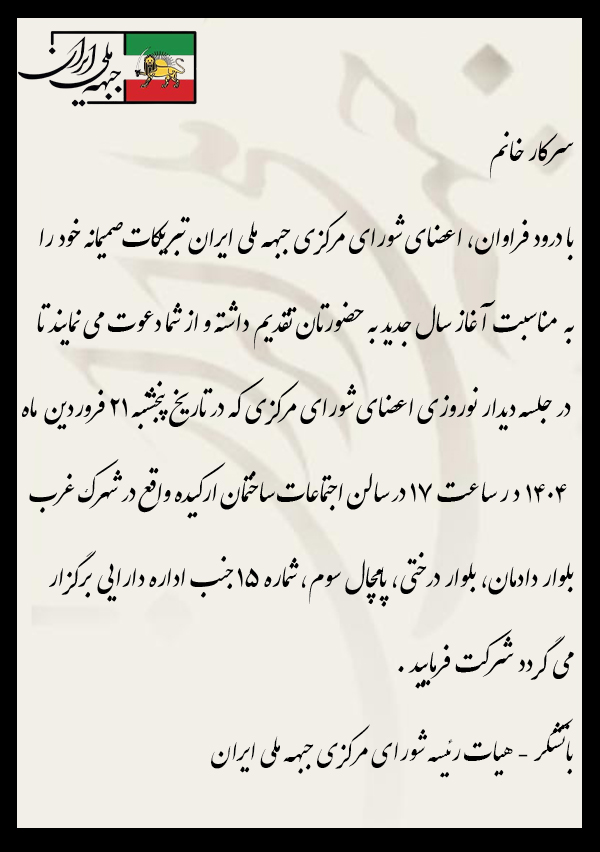 جبهه ملی ایران
سرکار خانم
با درود فراوان، اعضای شورای مرکزی جبهه ملی ایران تبریکات صمیمانه خود را
به مناسبت آغاز سال جدید به حضورتان تقدیم داشته و از شما دعوت می نمایند تا
در جلسه دیدار نوروزی اعضای شورای مرکزی که در تاریخ پنجشبه ۲۱ فروردین ماه
۱۴۰۴ در ساعت ۱۷ در سالن اجتماعات ساختمان ارکیده واقع در شهرک غرب
بلوار دادمان، بلوار درختی، پامچال سوم، شماره ۱۵ جنب اداره دارایی برگزار
می گردد شرکت فرمایید .
باتشکر - هیات رئیسه شورای مرکزی جبهه ملی ایران